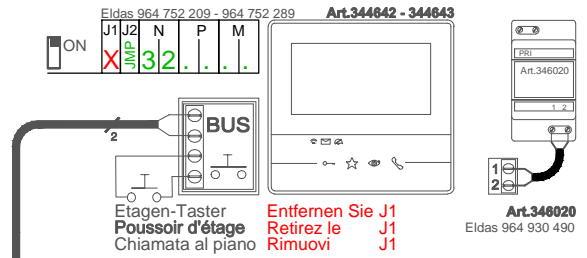 Eldas 964 752 209 - 964 752 289
Art.344642 - 344643
ON
J1 J2 N P M
X JMP 3 2 . . . .
PRI
Art.346020
1 2
BUS
2
1
2
Etagen-Taster Entfernen Sie J1
Poussoir d'étage Retirez le J1
Chiamata al piano Rimuovi J1
Art.346020
Eldas 964 930 490